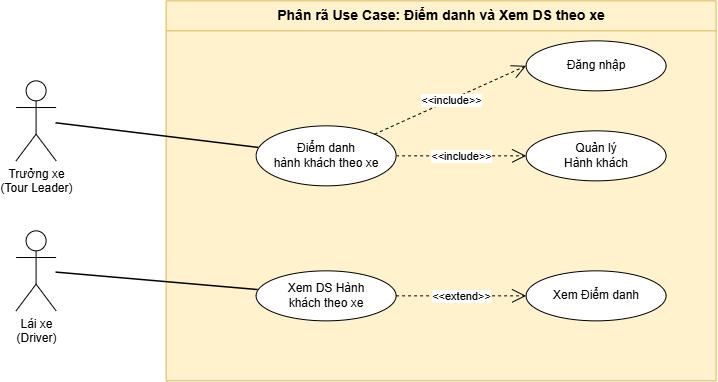 Phân rã Use Case: Điểm danh và Xem DS theo xe
Đăng nhập
<<include>>
Điểm danh
hành khách theo xe
<<include>>
Quản lý
Hành khách
Trưởng xe
(Tour Leader)
Xem DS Hành
khách theo xe
<<extend>>
Xem Điểm danh
Lái xe
(Driver)